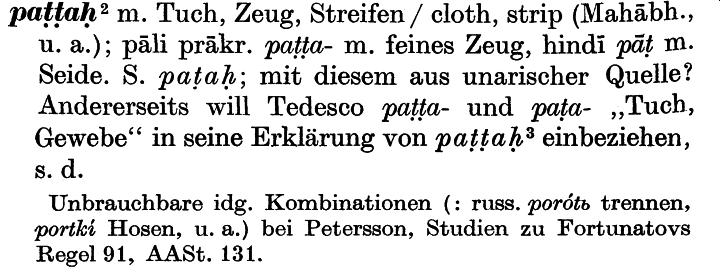 paṭṭaḥ² m. Tuch, Zeug, Streifen / cloth, strip (Mahābh.,
u. a.); pāli prākr. paṭṭa- m. feines Zeug, hindī pāṭ m.
Seide. S. paṭaḥ; mit diesem aus unarischer Quelle?
Andererseits will Tedesco paṭṭa- und paṭa- „Tuch,
Gewebe“ in seine Erklärung von paṭṭaḥ³ einbeziehen,
s. d.
Unbrauchbare idg. Kombinationen (: russ. porótь trennen,
portkí Hosen, u. a.) bei Petersson, Studien zu Fortunatovs
Regel 91, AASt. 131.